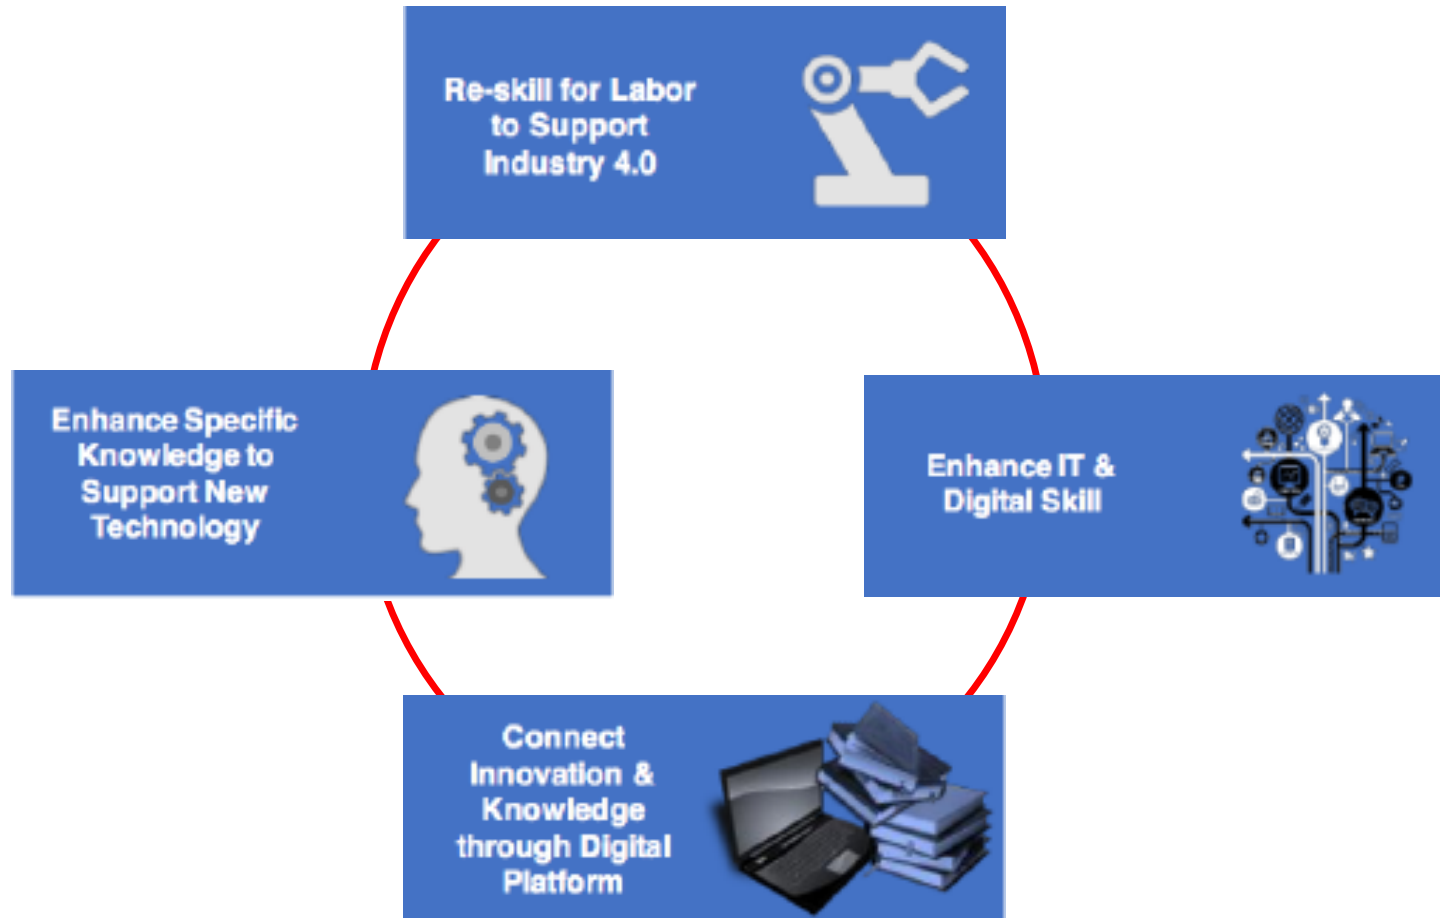 Re-skill for Labor
to Support
Industry 4.0
Enhance Specific
Knowledge to
Support New
Technology
Enhance IT &
Digital Skill
Connect
Innovation &
Knowledge
through Digital
Platform